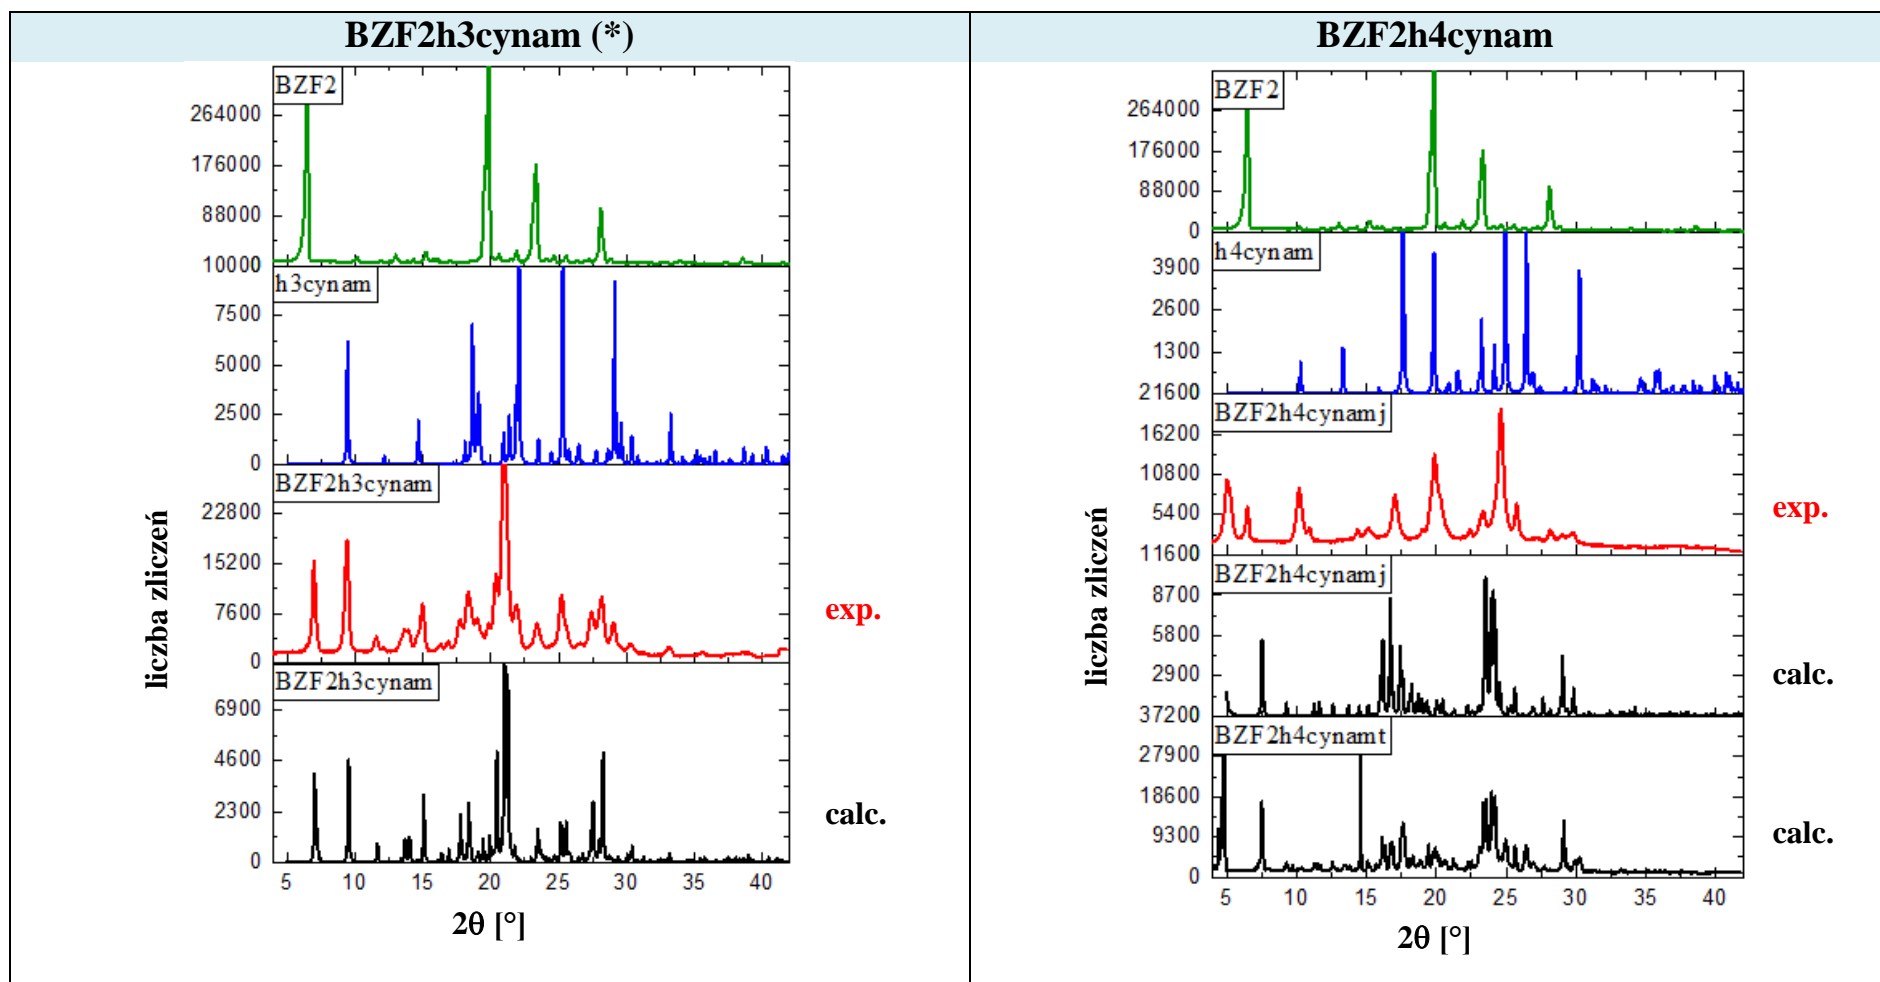 BZF2h3cynam (*)
BZF2
264000
176000
88000
10000
h3cynam
7500
5000
2500
0
BZF2h3cynam
22800
15200
7600
0
BZF2h3cynam
6900
4600
2300
0
5 10 15 20 25 30 35 40
2θ [°]
liczba zliczeń
exp.
calc.
BZF2h4cynam
BZF2
264000
176000
88000
0
h4cynam
3900
2600
1300
21600
BZF2h4cynamj
16200
10800
5400
11600
BZF2h4cynamj
8700
5800
2900
37200
BZF2h4cynamt
27900
18600
9300
0
5 10 15 20 25 30 35 40
2θ [°]
liczba zliczeń
exp.
calc.
calc.